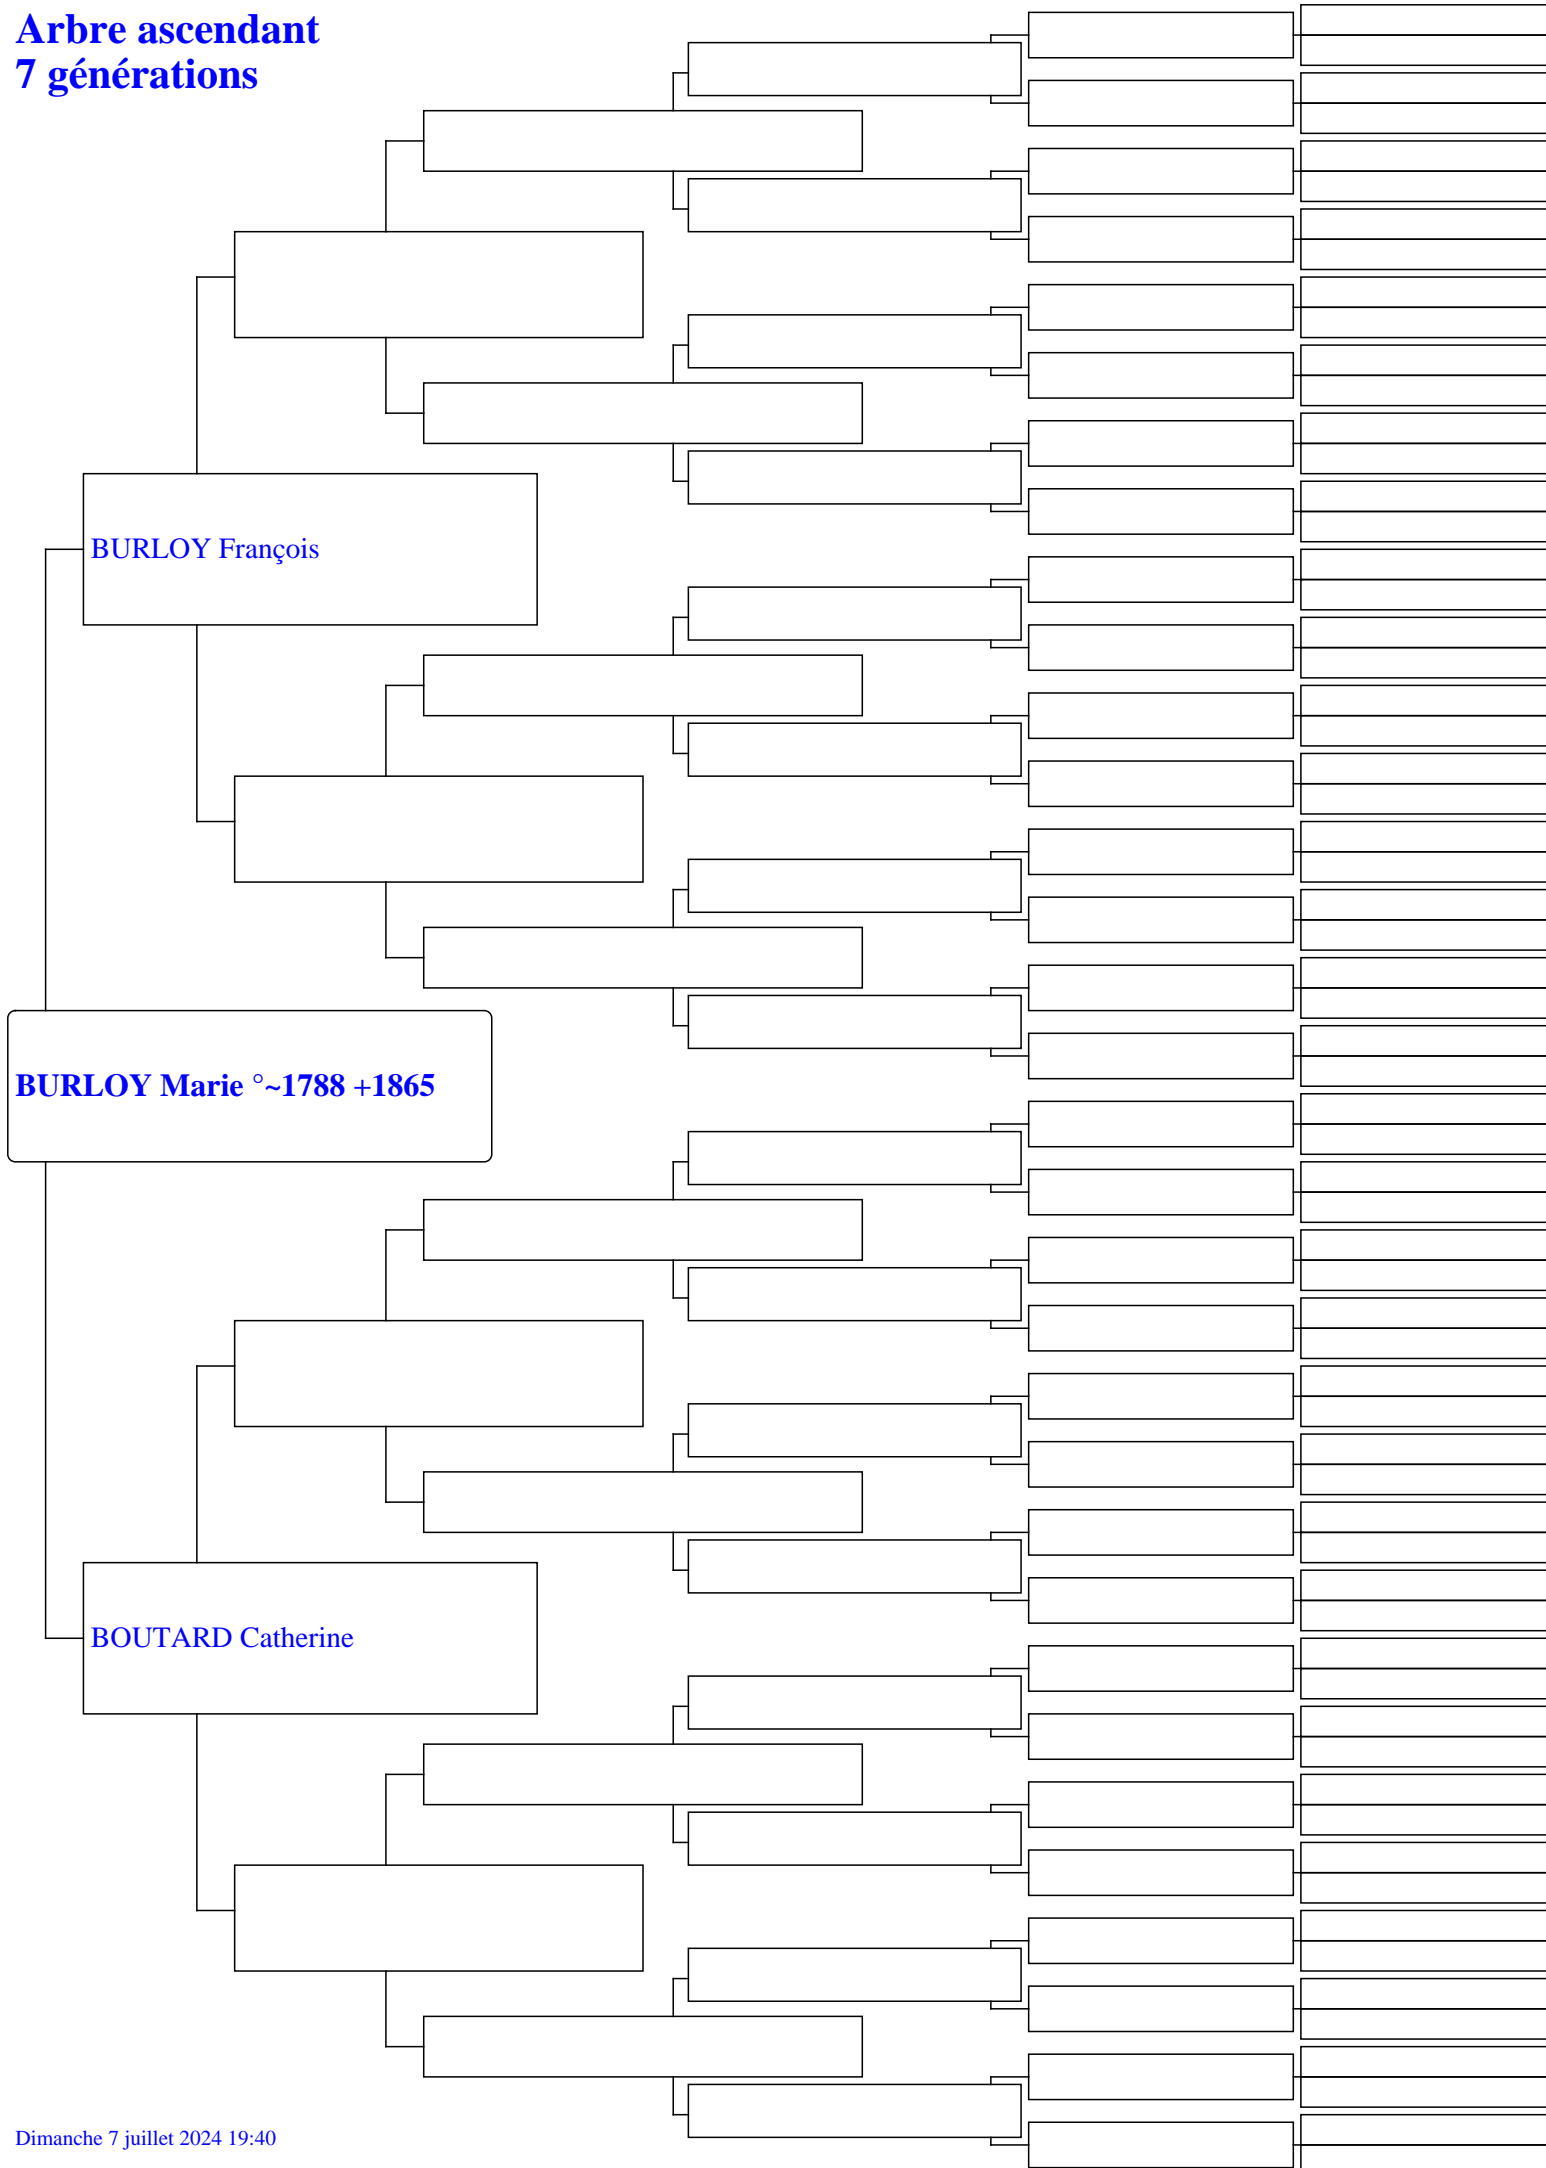 Arbre ascendant
7 générations
BURLOY François
BURLOY Marie °~1788 +1865
BOUTARD Catherine
Dimanche 7 juillet 2024 19:40